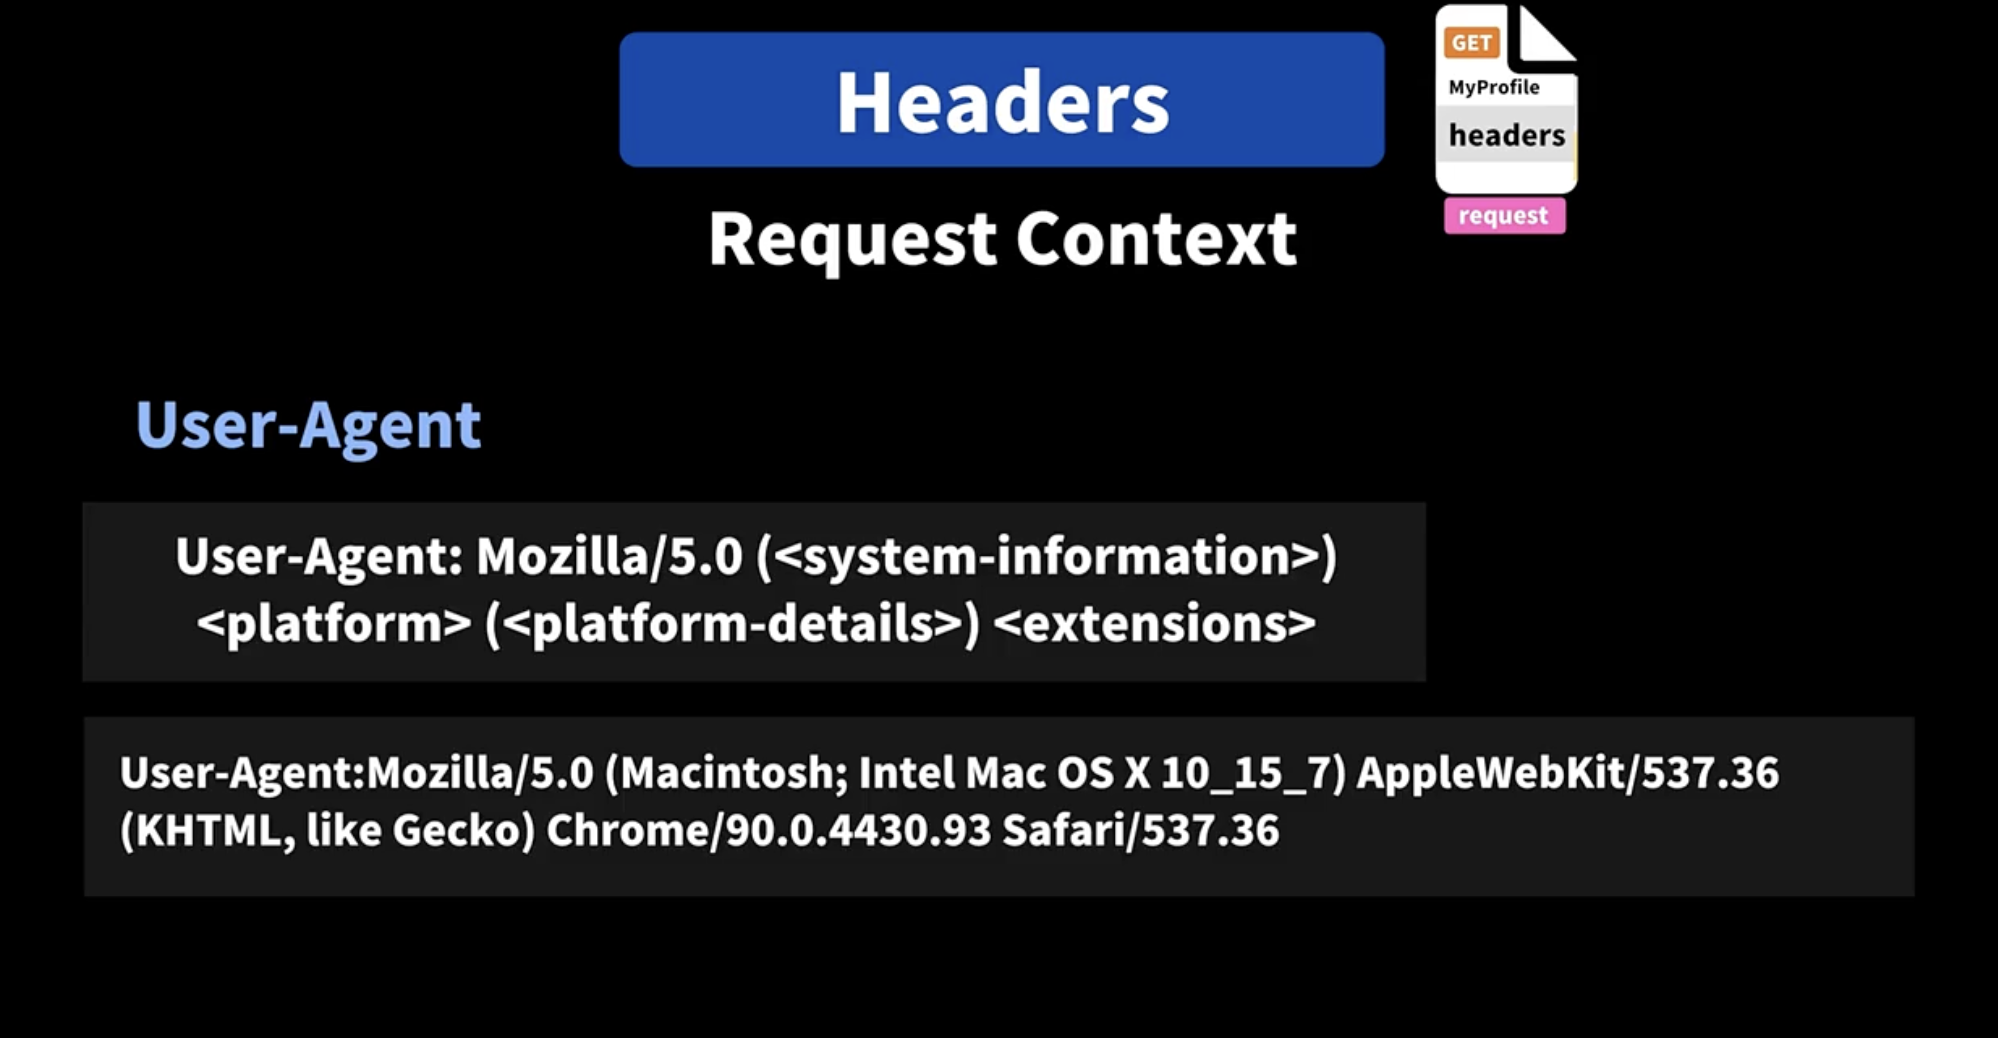 Headers
GET
MyProfile
headers
request
Request Context
User-Agent
User-Agent: Mozilla/5.0 (<system-information>)
<platform> (<platform-details>) <extensions>
User-Agent:Mozilla/5.0 (Macintosh; Intel Mac OS X 10_15_7) AppleWebKit/537.36
(KHTML, like Gecko) Chrome/90.0.4430.93 Safari/537.36